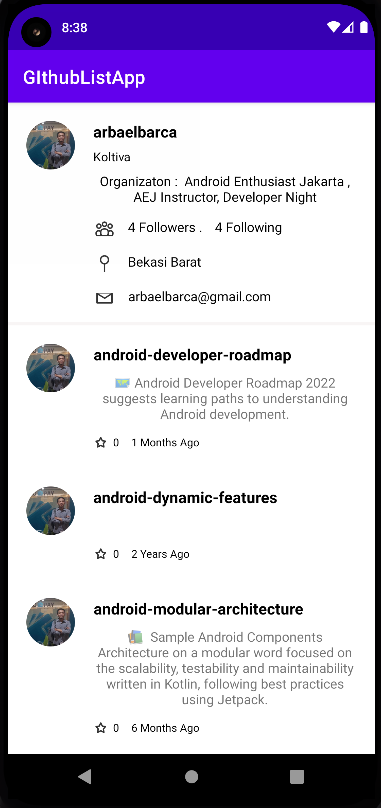 8:38
GIthubListApp
arbaelbarca
Koltiva
Organizaton : Android Enthusiast Jakarta ,
AEJ Instructor, Developer Night
4 Followers . 4 Following
Bekasi Barat
arbaelbarca@gmail.com
android-developer-roadmap
🗺 Android Developer Roadmap 2022
suggests learning paths to understanding
Android development.
0 1 Months Ago
android-dynamic-features
0 2 Years Ago
android-modular-architecture
📚 Sample Android Components
Architecture on a modular word focused on
the scalability, testability and maintainability
written in Kotlin, following best practices
using Jetpack.
0 6 Months Ago